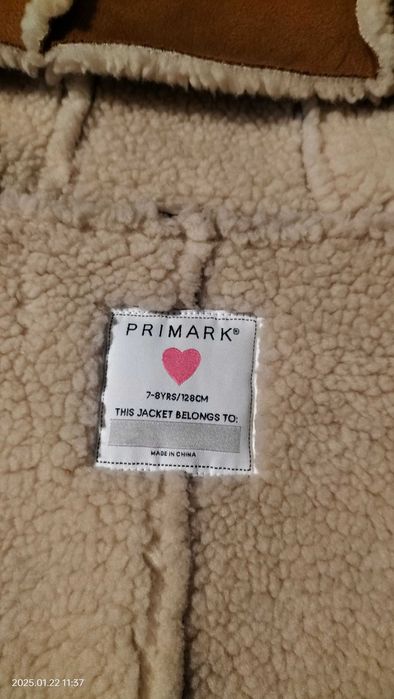 PRIMARK®
7-8YRS/128CM
THIS JACKET BELONGS TO:
MADE IN CHINA
2025.01.22 11:37